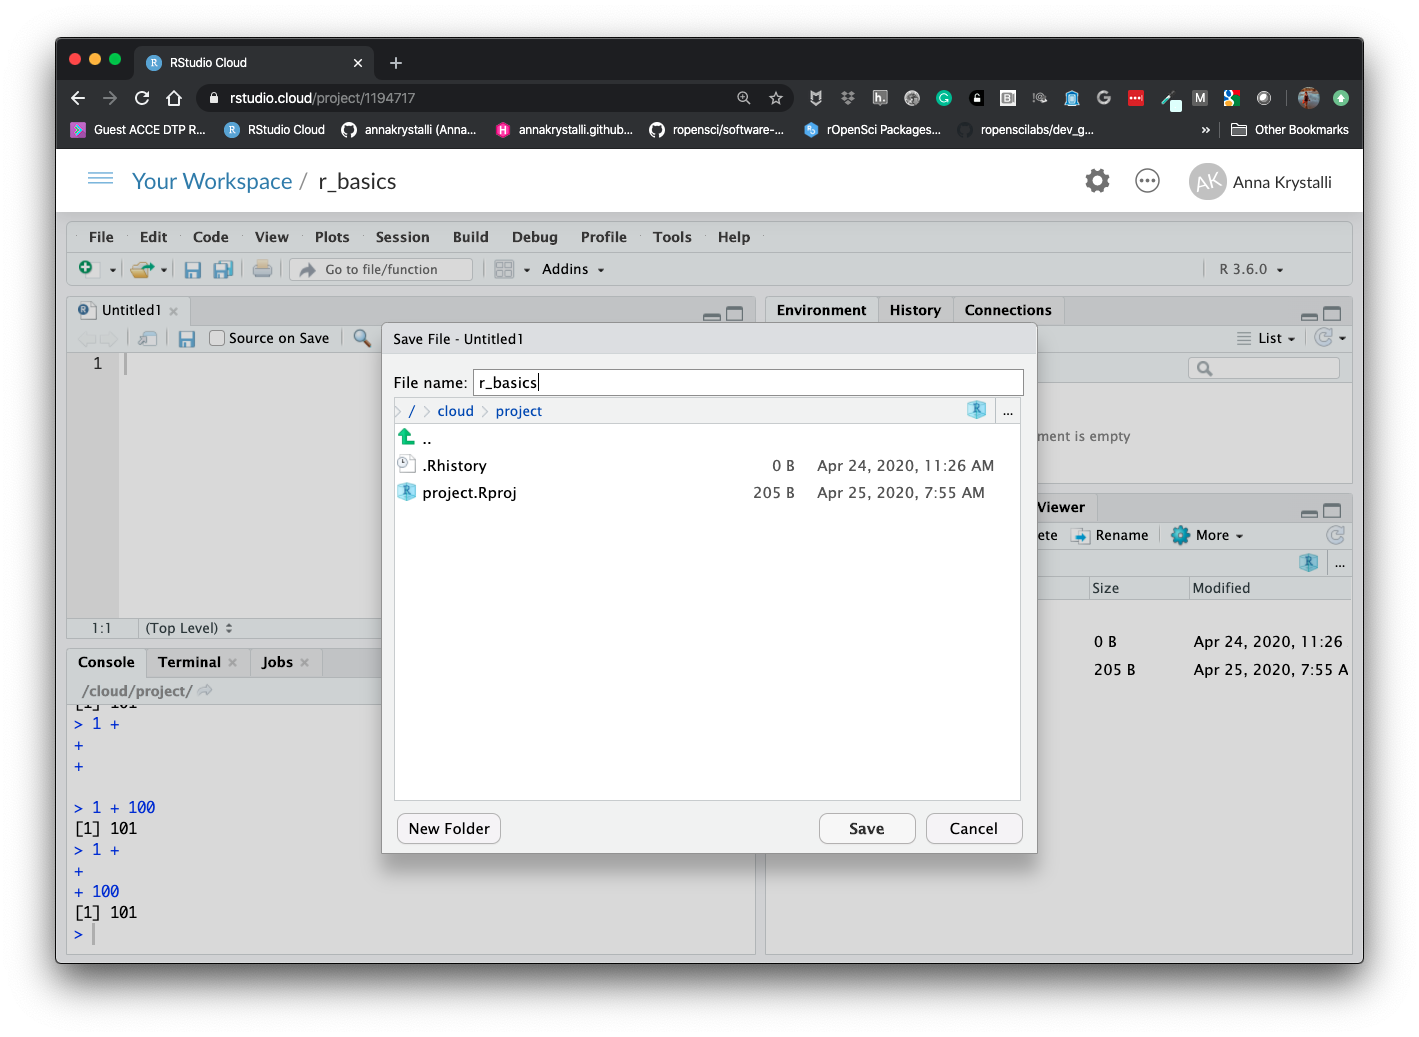 RStudio Cloud
rstudio.cloud/project/1194717
Guest ACCE DTP R... RStudio Cloud annakrystalli (Anna... annakrystalli.github... ropensci/software-... rOpenSci Packages... ropenscilabs/dev_g... » Other Bookmarks
Your Workspace / r_basics
AK Anna Krystalli
File Edit Code View Plots Session Build Debug Profile Tools Help
Go to file/function Addins R 3.6.0
Untitled1
Source on Save
1
1:1 (Top Level)
Environment History Connections
List
ment is empty
Save File - Untitled1
File name: r_basics
/ cloud project ...
..
.Rhistory 0 B Apr 24, 2020, 11:26 AM
project.Rproj 205 B Apr 25, 2020, 7:55 AM
New Folder Save Cancel
Viewer
ete Rename More
...
Size Modified
0 B Apr 24, 2020, 11:26
205 B Apr 25, 2020, 7:55 A
Console Terminal Jobs
/cloud/project/
[1] 101
> 1 +
+
+
> 1 + 100
[1] 101
> 1 +
+
+ 100
[1] 101
>